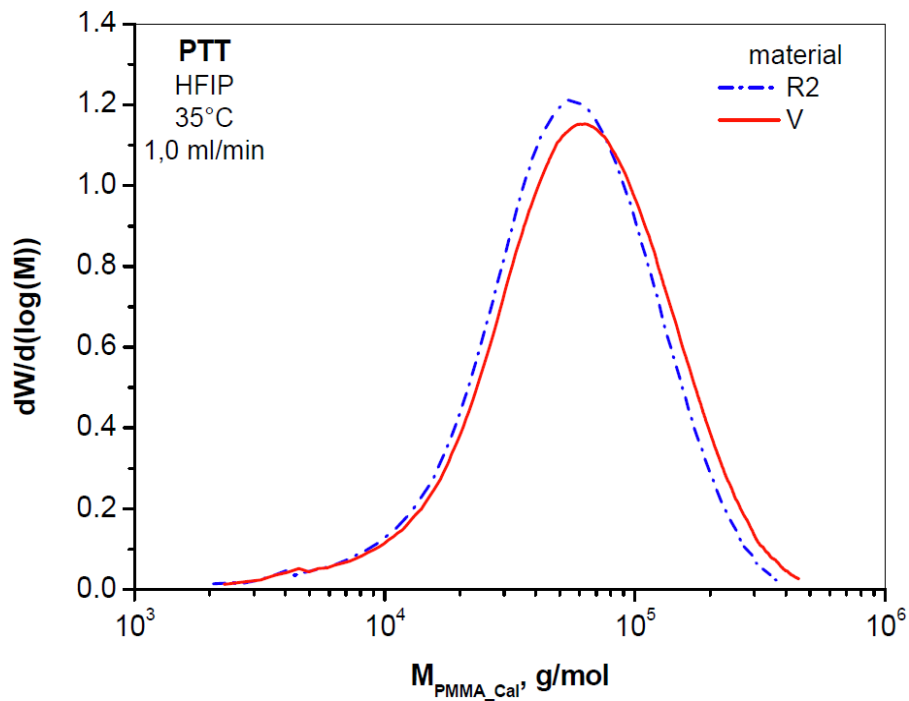 PTT
HFIP
35°C
1,0 ml/min
material
R2
V
dW/d(log(M))
1.4
1.2
1.0
0.8
0.6
0.4
0.2
0.0
10³
10⁴
10⁵
10⁶
M_PMMA_Cal, g/mol